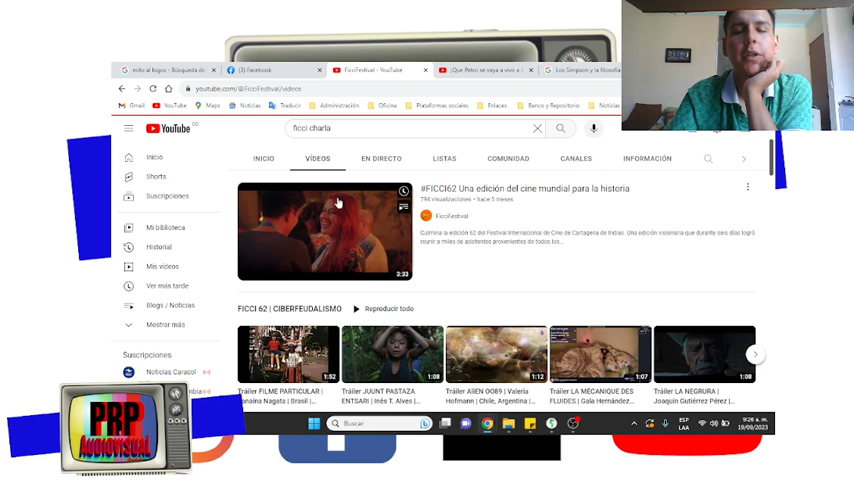 mito al logos - Búsqueda de
(3) Facebook
FicciFestival - YouTube
¡Que Petro se vaya a vivir a
Los Simpson y la filosofía
youtube.com/@FicciFestival/videos
Gmail
YouTube
Maps
Noticias
Traducir
Administración
Oficina
Plataformas sociales
Enlaces
Banco y Repositorio
Noticias
YouTube CO
ficci charla
INICIO
VÍDEOS
EN DIRECTO
LISTAS
COMUNIDAD
CANALES
INFORMACIÓN
Inicio
Shorts
Suscripciones
Mi biblioteca
Historial
Mis vídeos
Ver más tarde
Blogs / Noticias
Mostrar más
Suscripciones
Noticias Caracol
#FICCI62 Una edición del cine mundial para la historia
794 visualizaciones • hace 5 meses
FicciFestival
Culmina la edición 62 del Festival Internacional de Cine de Cartagena de Indias. Una edición visionaria que durante seis días logró
reunir a miles de asistentes provenientes de todos los...
3:33
FICCI 62 | CIBERFEUDALISMO
Reproducir todo
1:52
1:08
1:12
1:07
1:08
Tráiler FILME PARTICULAR |
Janaína Nagata | Brasil |
Tráiler JUUNT PASTAZA
ENTSARI | Inês T. Alves |
Tráiler AliEN 0089 | Valeria
Hofmann | Chile, Argentina |
Tráiler LA MÉCANIQUE DES
FLUIDES | Gala Hernández
Tráiler LA NEGRURA |
Joaquín Gutiérrez Pérez |
Buscar
ESP
LAA
9:26 a. m.
19/09/2023
PRP
AUDIOVISUAL